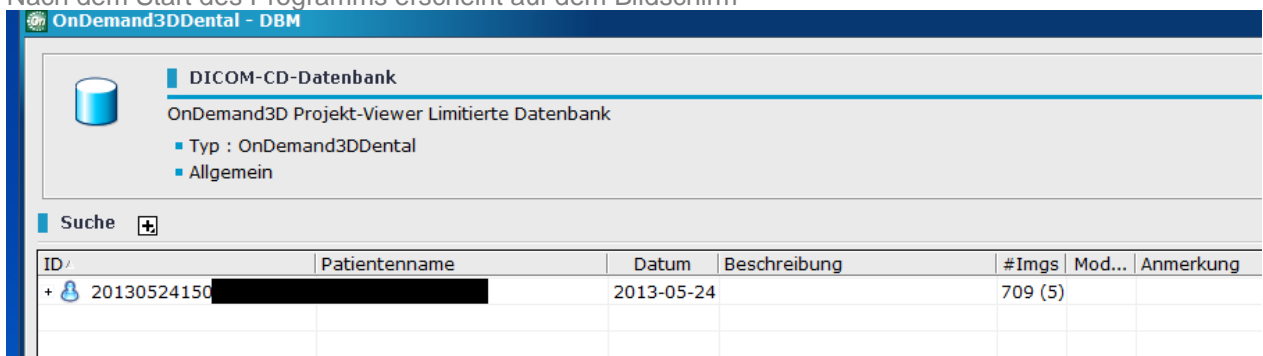 Nach dem Start des Programms erscheint auf dem Bildschirm
OnDemand3DDental - DBM
DICOM-CD-Datenbank
OnDemand3D Projekt-Viewer Limitierte Datenbank
Typ : OnDemand3DDental
Allgemein
Suche
ID Patientenname Datum Beschreibung #Imgs Mod... Anmerkung
+ 20130524150 2013-05-24 709 (5)